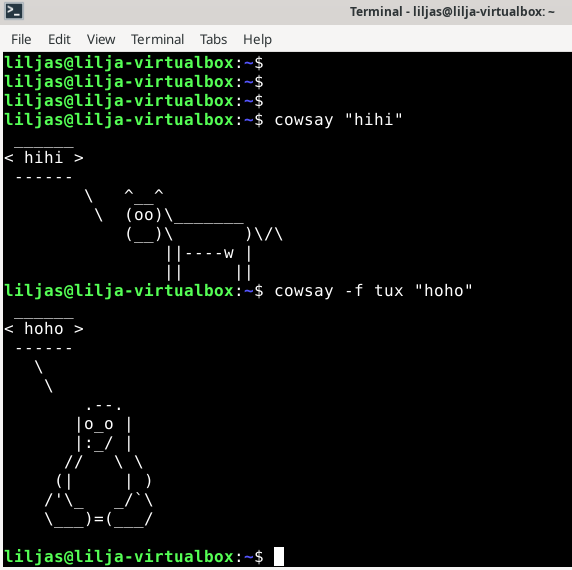 Terminal - liljas@lilja-virtualbox: ~
File Edit View Terminal Tabs Help
liljas@lilja-virtualbox:~$
liljas@lilja-virtualbox:~$
liljas@lilja-virtualbox:~$
liljas@lilja-virtualbox:~$ cowsay "hihi"
 ______
< hihi >
 ------
        \   ^__^
         \  (oo)\_______
            (__)\       )\/\
                ||----w |
                ||     ||
liljas@lilja-virtualbox:~$ cowsay -f tux "hoho"
 ______
< hoho >
 ------
   \
    \
        .--.
       |o_o |
       |:_/ |
      //   \ \
     (|     | )
    /'\_   _/`\
    \___)=(___/

liljas@lilja-virtualbox:~$